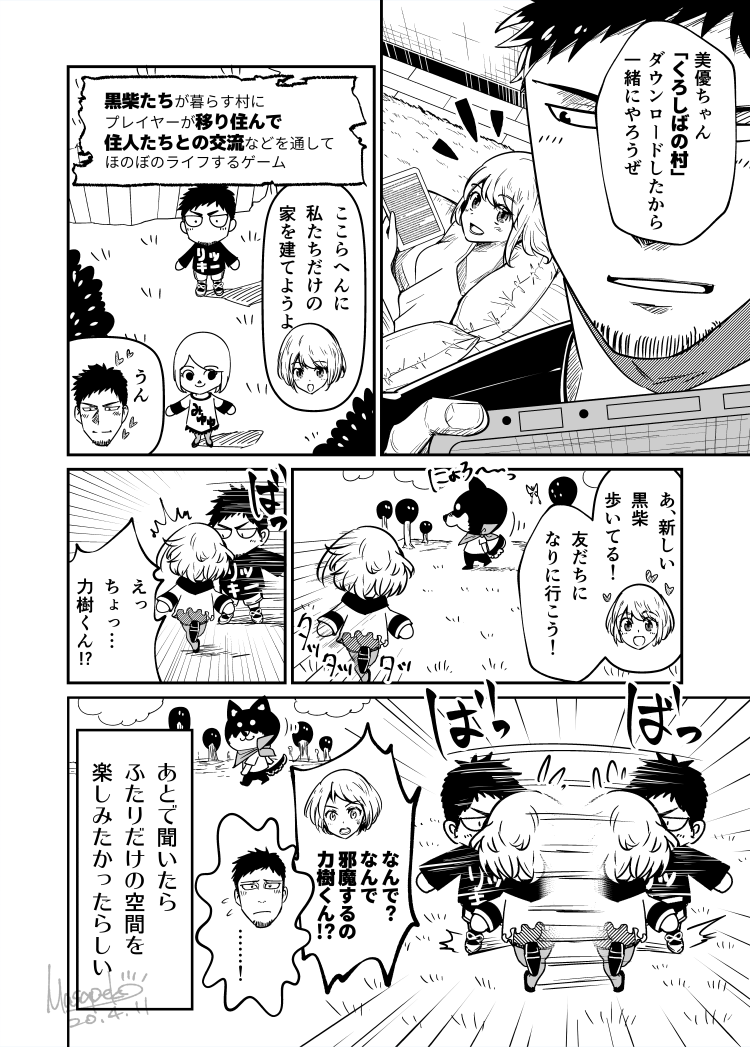 美優ちゃん
「くろしばの村」
ダウンロードしたから
一緒にやろうぜ
黒柴たちが暮らす村に
プレイヤーが移り住んで
住人たちとの交流などを通して
ほのぼのライフするゲーム
リッキ
ここらへんに
私たちだけの
家を建てようよ
みゆ
うん
あ、新しい
黒柴
歩いてる!
友だちに
なりに行こう!
にょろ〜〜っ
タッ
タッ
タッ
タッ
ばっ
えっ
ちょっ…
力樹くん!?
ばっ
ばっ
なんで?
なんで
邪魔するの
力樹くん!?
………!
あとで聞いたら
ふたりだけの空間を
楽しみたかったらしい
20.4.11